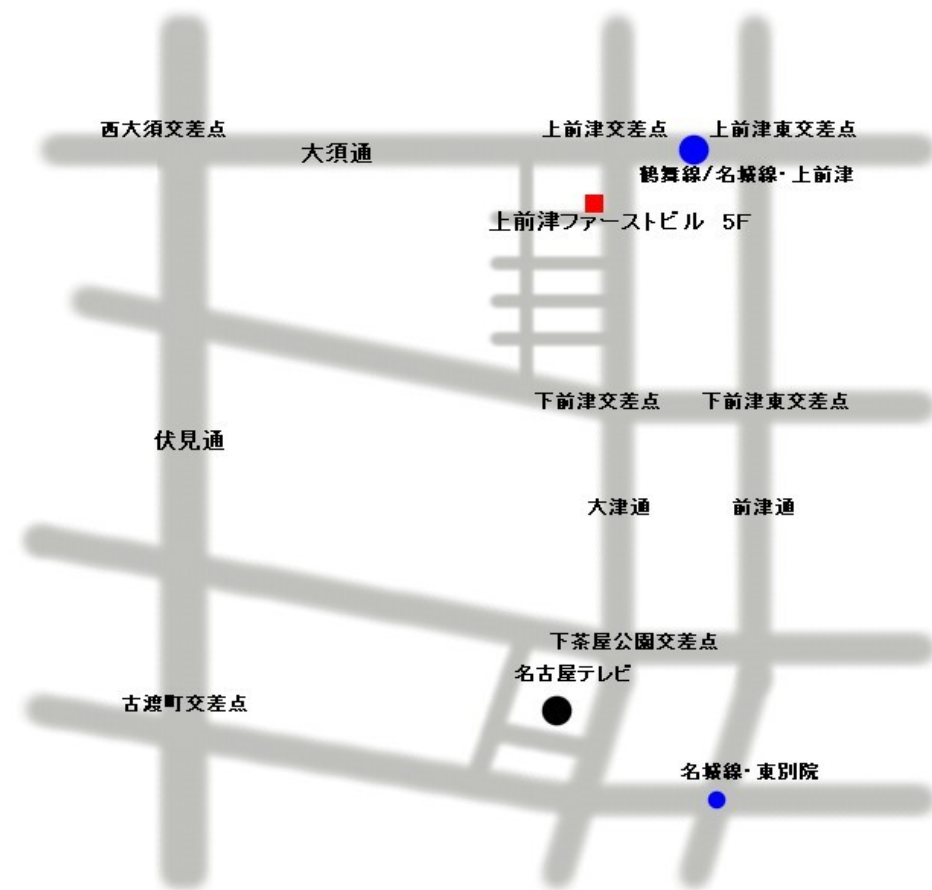 西大須交差点
上前津交差点
上前津東交差点
大須通
鶴舞線/名城線・上前津
上前津ファーストビル 5F
下前津交差点
下前津東交差点
伏見通
大津通
前津通
下茶屋公園交差点
名古屋テレビ
古渡町交差点
名城線・東別院